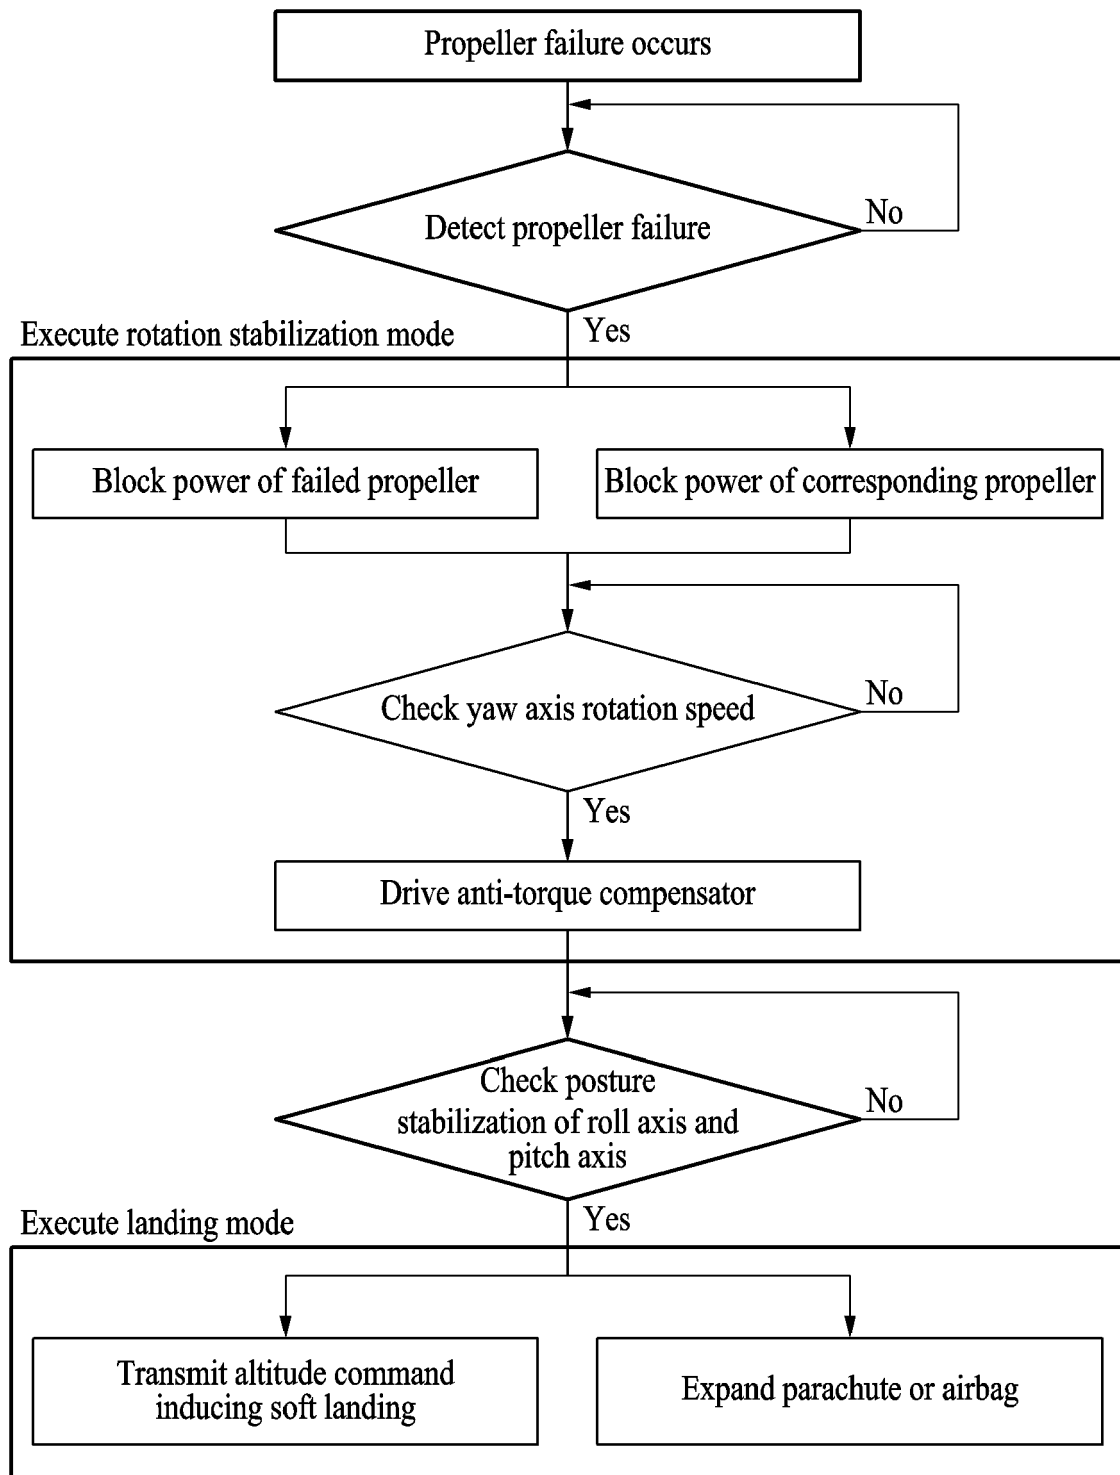 Propeller failure occurs
Detect propeller failure
No
Yes
Execute rotation stabilization mode
Block power of failed propeller
Block power of corresponding propeller
Check yaw axis rotation speed
No
Yes
Drive anti-torque compensator
Check posture
stabilization of roll axis and
pitch axis
No
Yes
Execute landing mode
Transmit altitude command
inducing soft landing
Expand parachute or airbag